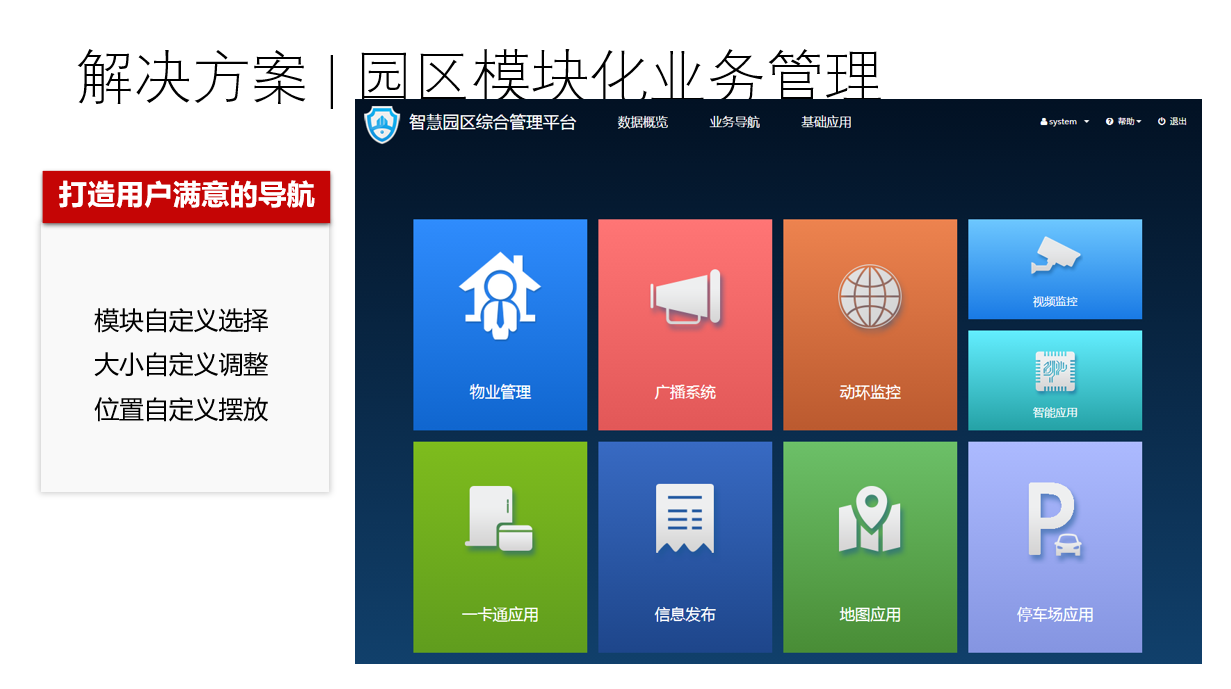 解决方案 | 园区模块化业务管理
打造用户满意的导航
模块自定义选择
大小自定义调整
位置自定义摆放
智慧园区综合管理平台 数据概览 业务导航 基础应用 system 帮助 退出
物业管理 广播系统 动环监控 视频监控
智能应用
一卡通应用 信息发布 地图应用 停车场应用